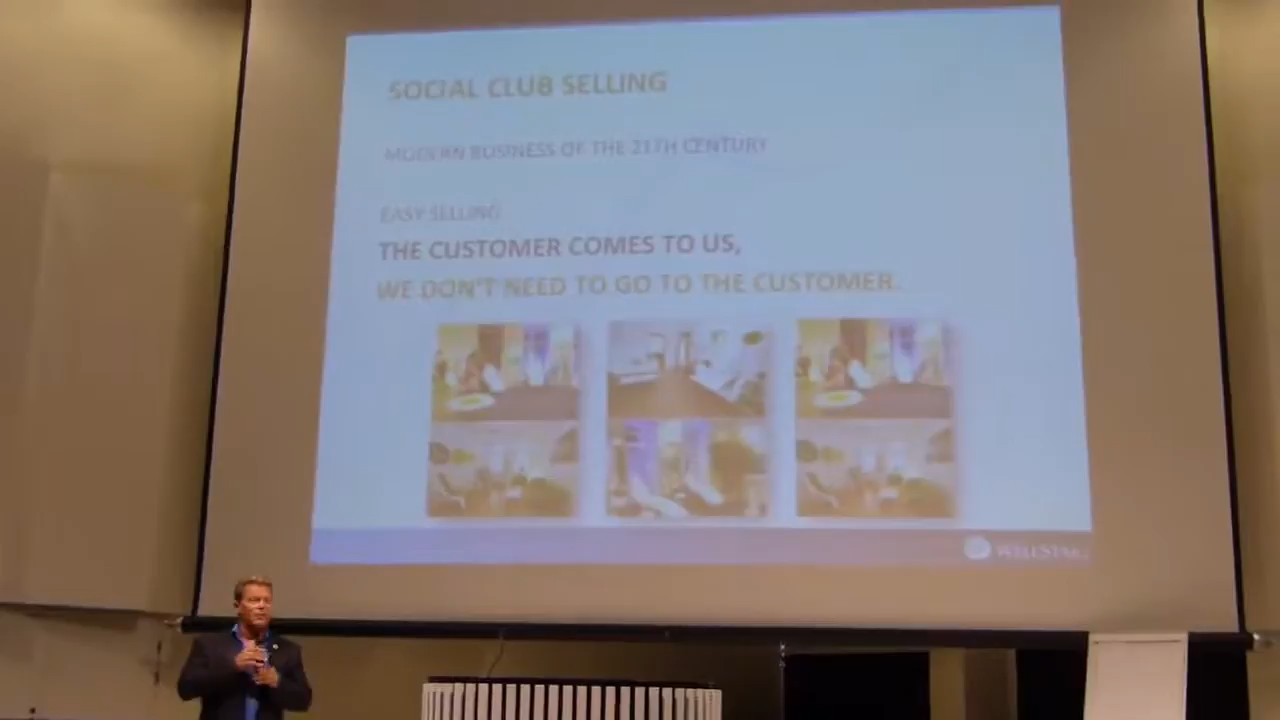 SOCIAL CLUB SELLING
MODERN BUSINESS OF THE 21TH CENTURY
EASY SELLING
THE CUSTOMER COMES TO US,
WE DON'T NEED TO GO TO THE CUSTOMER.
WELLSTAR